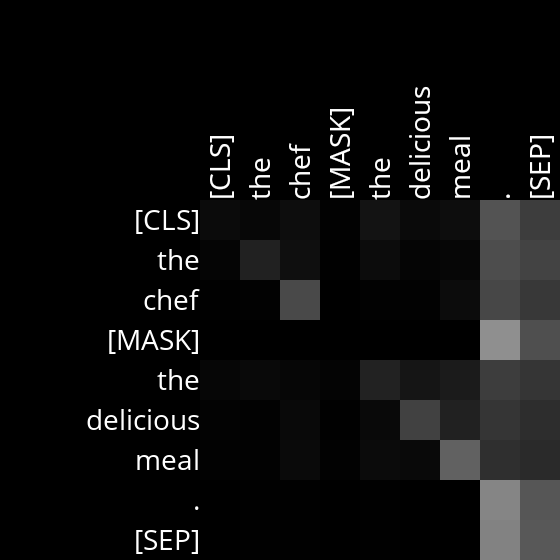 [CLS]
the
chef
[MASK]
the
delicious
meal
.
[SEP]
[CLS]
the
chef
[MASK]
the
delicious
meal
.
[SEP]